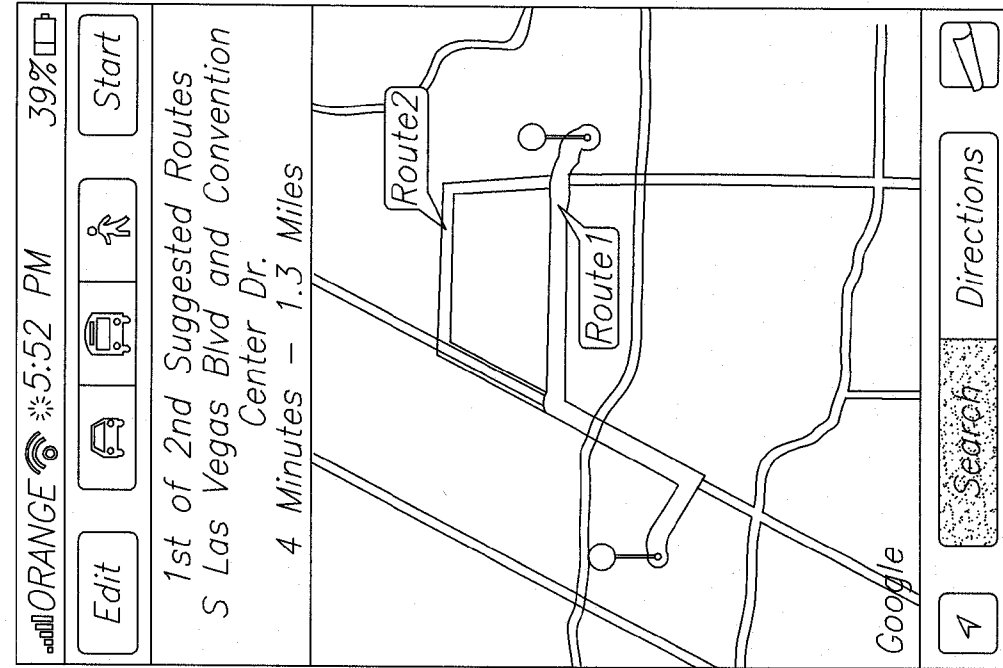 ORANGE 5:52 PM 39%
Edit Start
1st of 2nd Suggested Routes
S Las Vegas Blvd and Convention
Center Dr.
4 Minutes - 1.3 Miles
Route2
Route1
Google
Search Directions